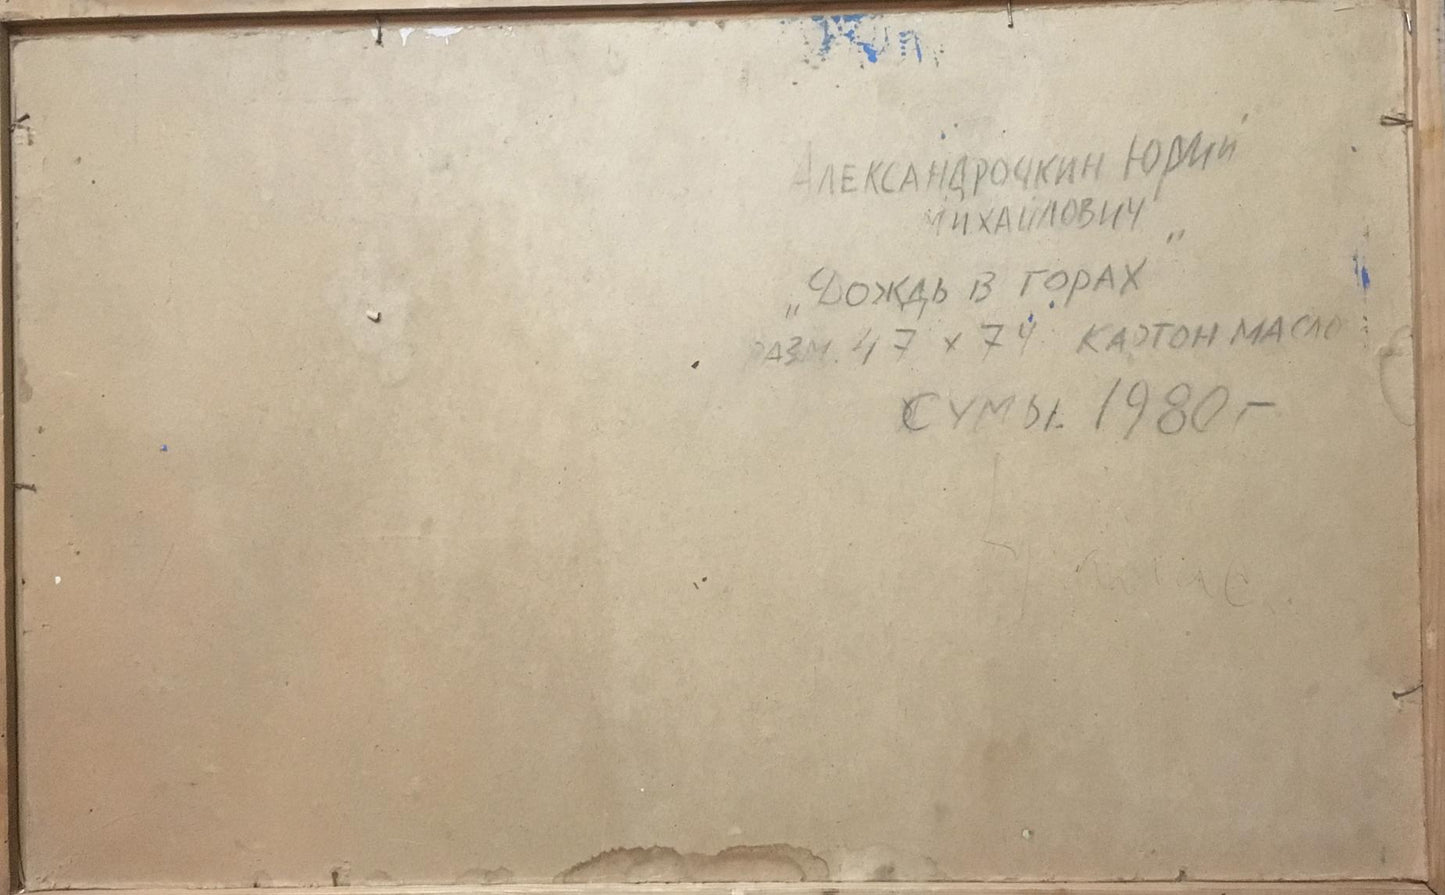 Александрочкин Юрий
Михайлович
„Дождь в горах"
разм. 47 x 74 картон масло
Сумы 1980 г